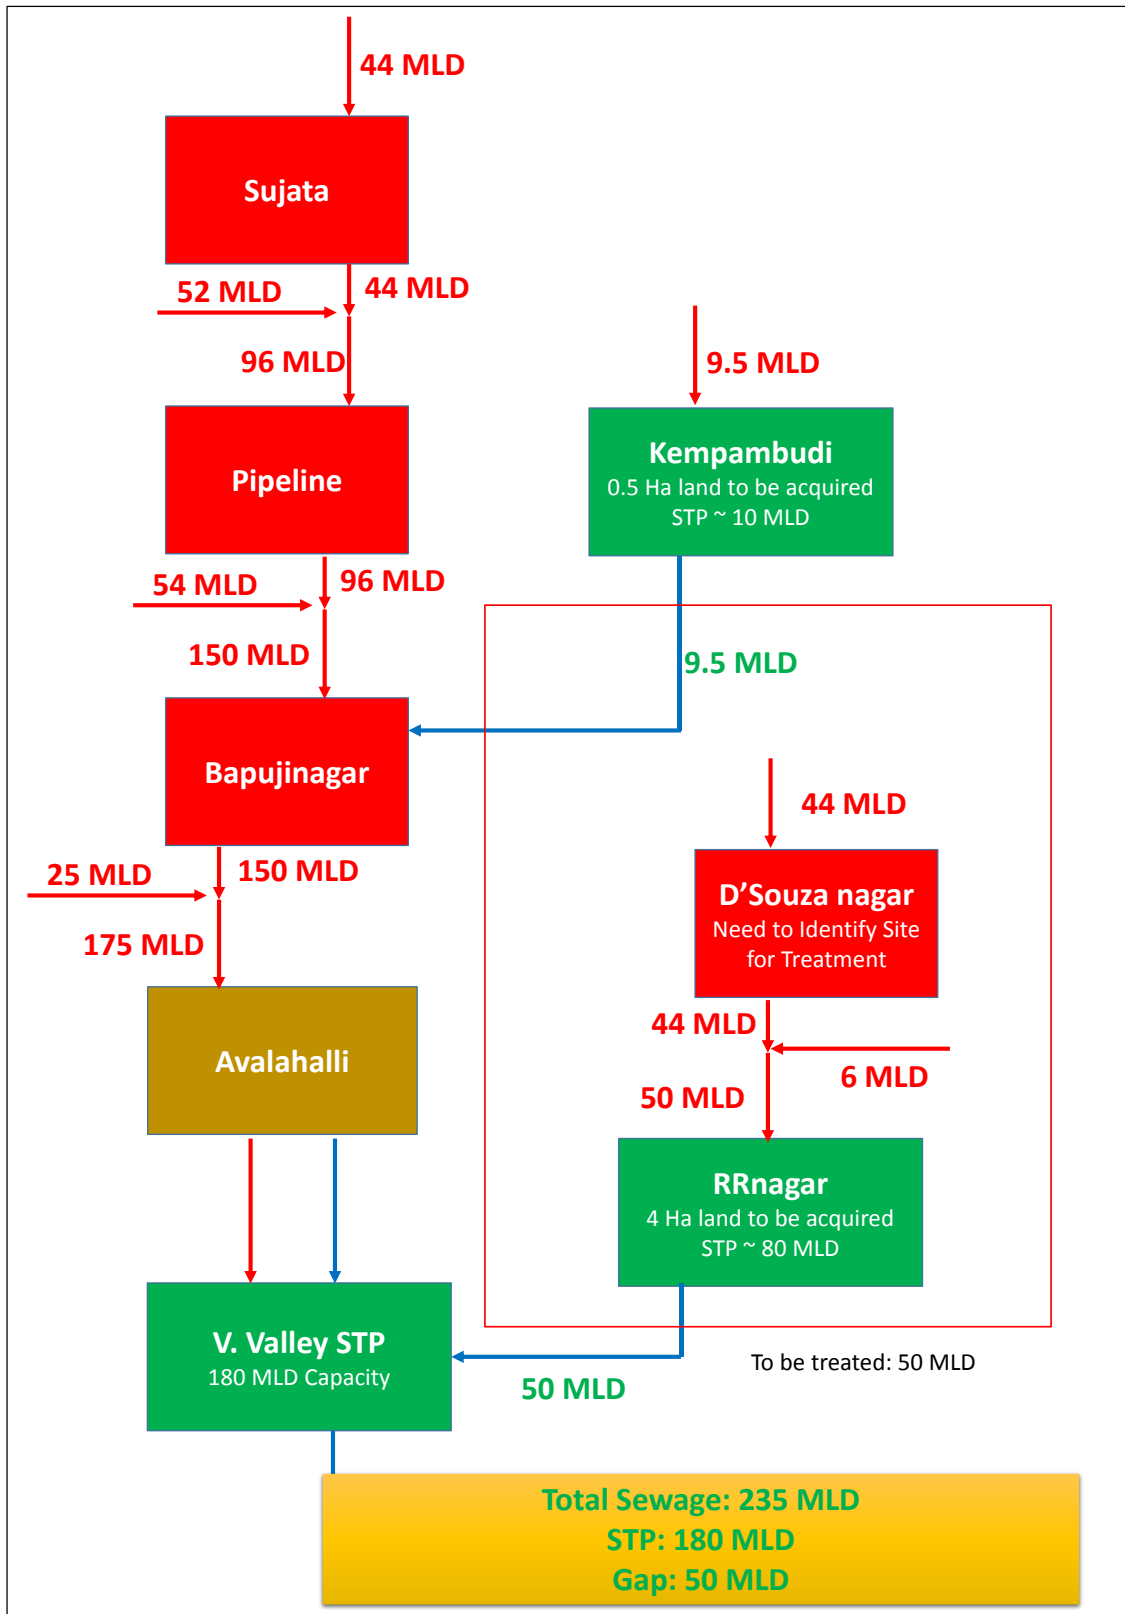 44 MLD
Sujata
52 MLD
44 MLD
96 MLD
Pipeline
54 MLD
96 MLD
150 MLD
Bapujinagar
25 MLD
150 MLD
175 MLD
Avalahalli
V. Valley STP
180 MLD Capacity
9.5 MLD
Kempambudi
0.5 Ha land to be acquired
STP ~ 10 MLD
9.5 MLD
44 MLD
D’Souza nagar
Need to Identify Site
for Treatment
44 MLD
6 MLD
50 MLD
RRnagar
4 Ha land to be acquired
STP ~ 80 MLD
50 MLD
To be treated: 50 MLD
Total Sewage: 235 MLD
STP: 180 MLD
Gap: 50 MLD